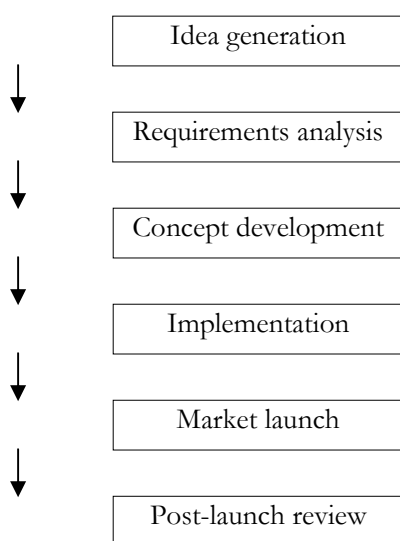 Idea generation
Requirements analysis
Concept development
Implementation
Market launch
Post-launch review